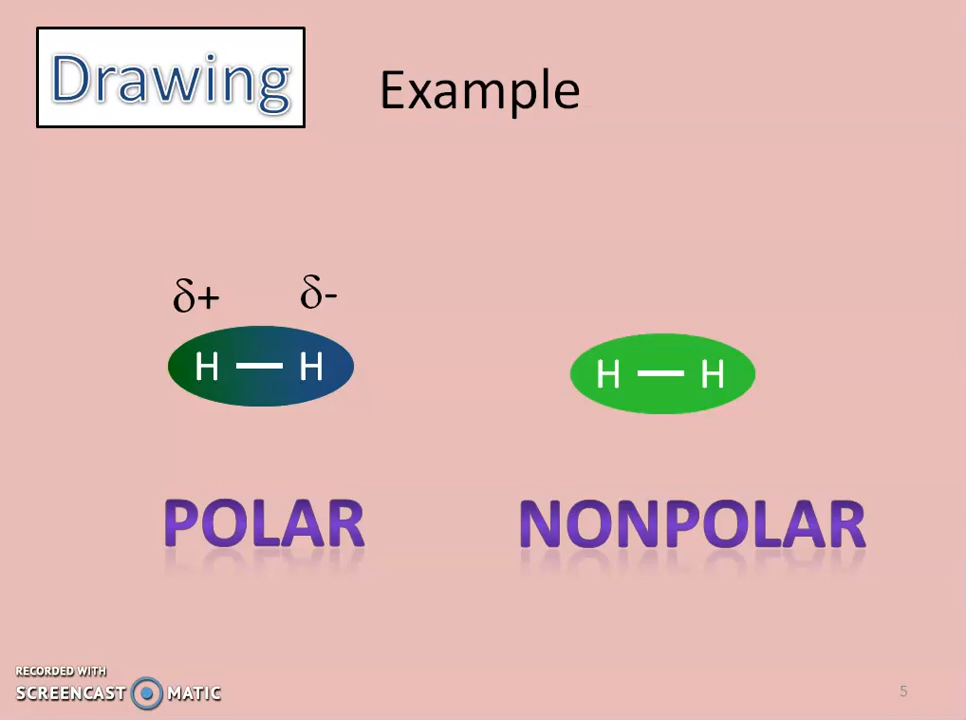 Drawing
Example
δ+ δ-
H — H
H — H
POLAR
NONPOLAR
RECORDED WITH
SCREENCAST MATIC
5